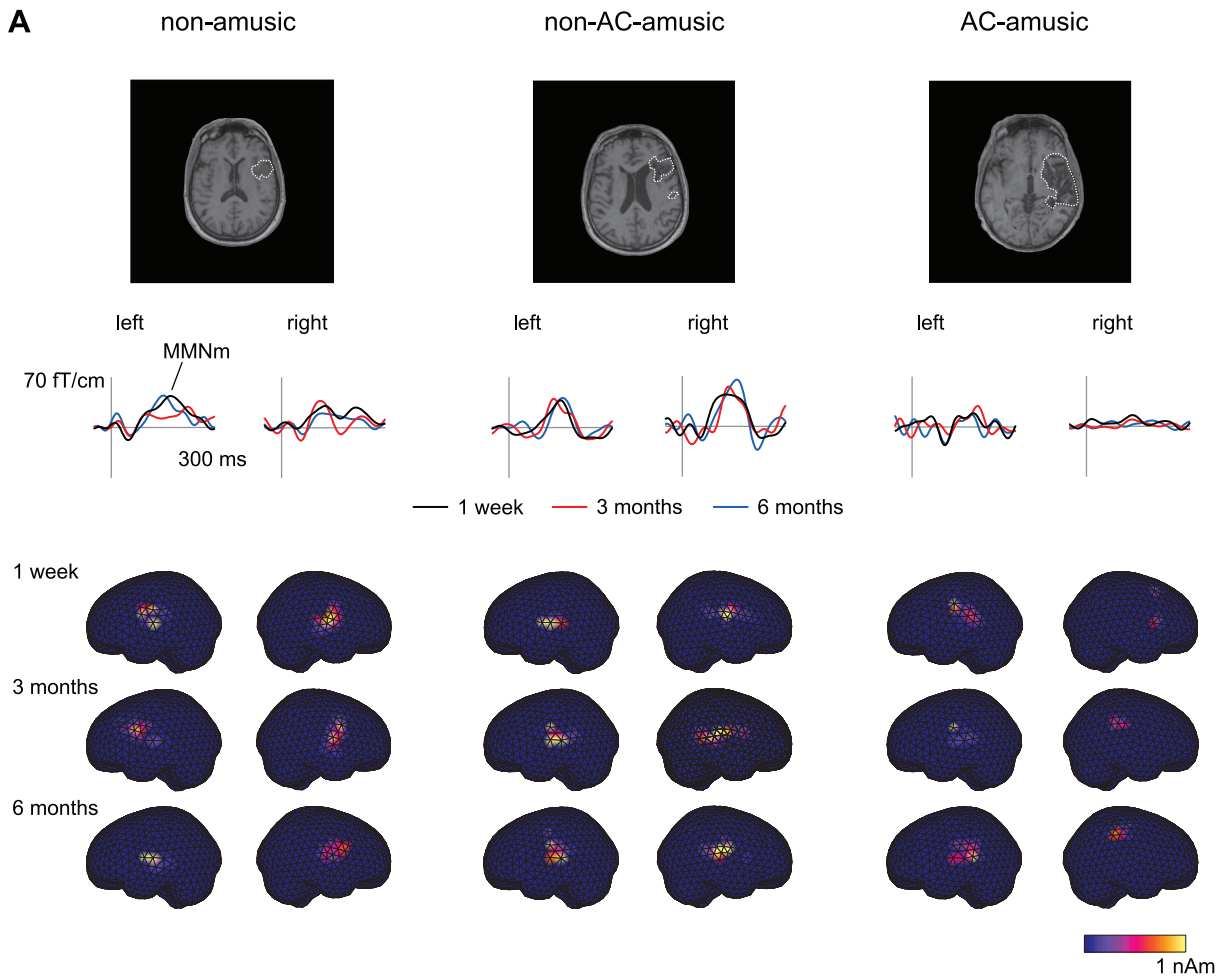 A
non-amusic
non-AC-amusic
AC-amusic
left
right
left
right
left
right
MMNm
70 fT/cm
300 ms
1 week
3 months
6 months
1 week
3 months
6 months
1 nAm